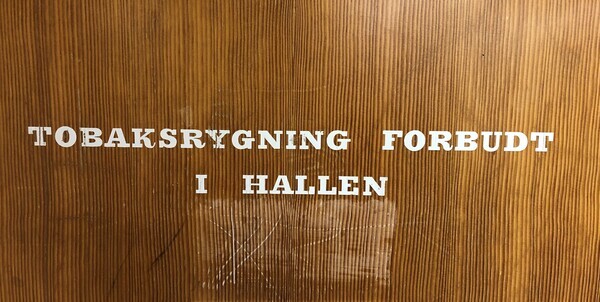 TOBAKSRYGNING FORBUDT
I HALLEN